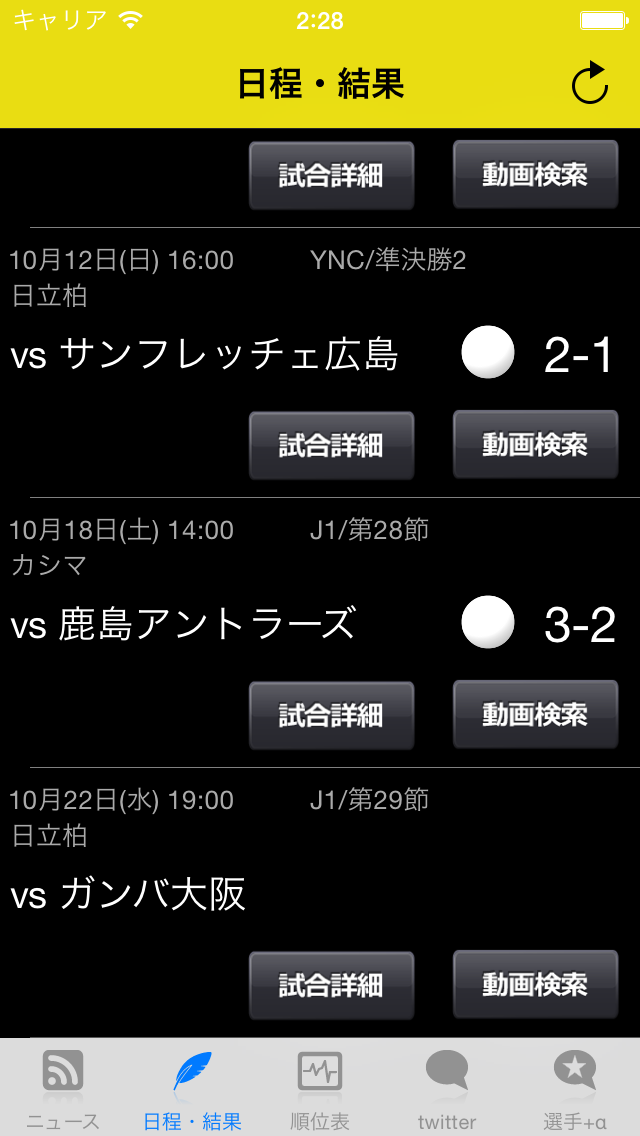 キャリア 2:28
日程・結果
試合詳細 動画検索
10月12日(日) 16:00 YNC/準決勝2
日立柏
vs サンフレッチェ広島 2-1
試合詳細 動画検索
10月18日(土) 14:00 J1/第28節
カシマ
vs 鹿島アントラーズ 3-2
試合詳細 動画検索
10月22日(水) 19:00 J1/第29節
日立柏
vs ガンバ大阪
試合詳細 動画検索
ニュース 日程・結果 順位表 twitter 選手+α